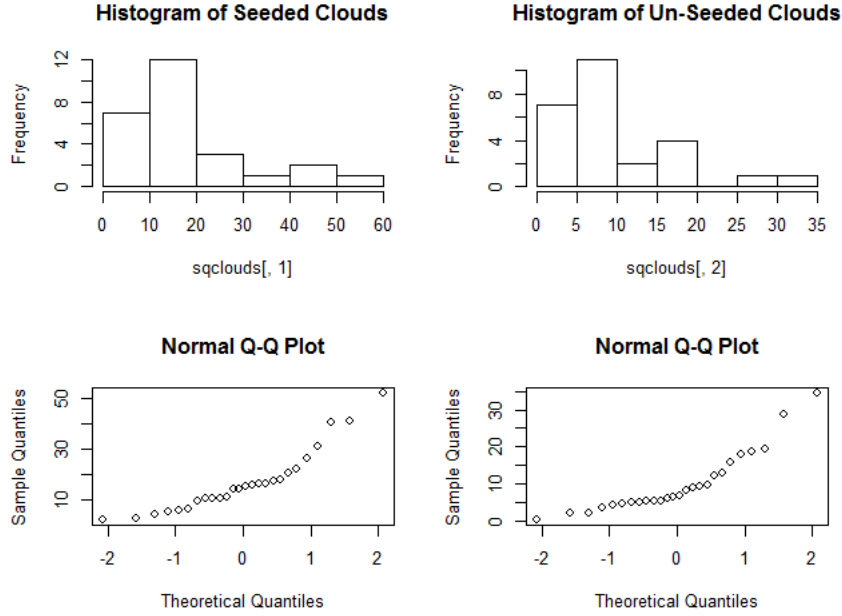 Histogram of Seeded Clouds
Frequency
0 4 8 12
0 10 20 30 40 50 60
sqclouds[, 1]
Histogram of Un-Seeded Clouds
Frequency
0 4 8
0 5 10 15 20 25 30 35
sqclouds[, 2]
Normal Q-Q Plot
Sample Quantiles
10 30 50
-2 -1 0 1 2
Theoretical Quantiles
Normal Q-Q Plot
Sample Quantiles
0 10 20 30
-2 -1 0 1 2
Theoretical Quantiles